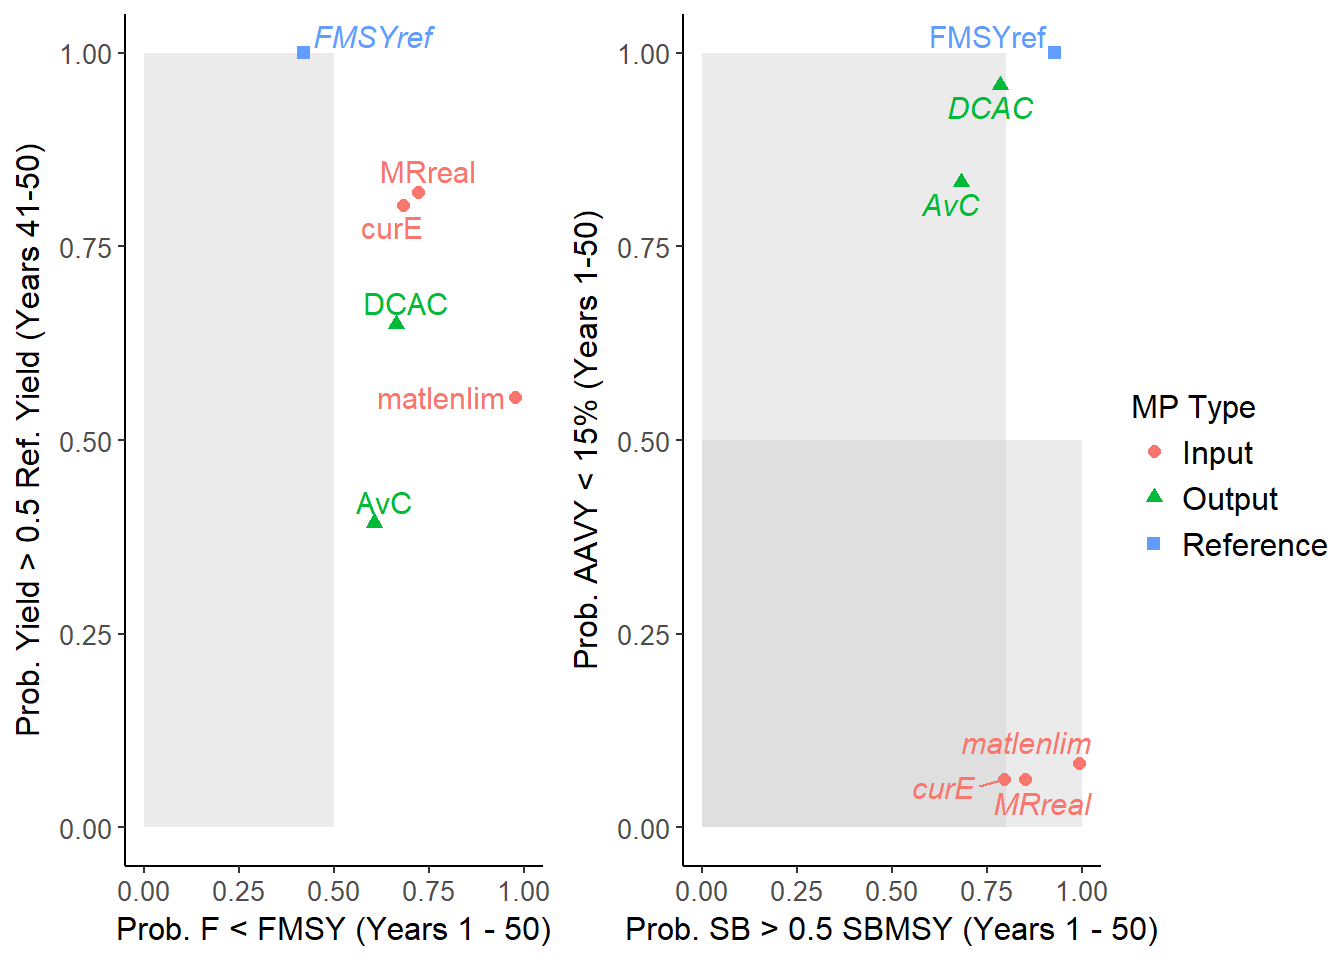 Prob. Yield > 0.5 Ref. Yield (Years 41-50)
1.00
0.75
0.50
0.25
0.00
FMSYref
MRreal
curE
DCAC
matlenlim
AvC
0.00 0.25 0.50 0.75 1.00
Prob. F < FMSY (Years 1 - 50)
Prob. AAVY < 15% (Years 1-50)
1.00
0.75
0.50
0.25
0.00
FMSYref
DCAC
AvC
matlenlim
curE
MRreal
0.00 0.25 0.50 0.75 1.00
Prob. SB > 0.5 SBMSY (Years 1 - 50)
MP Type
Input
Output
Reference